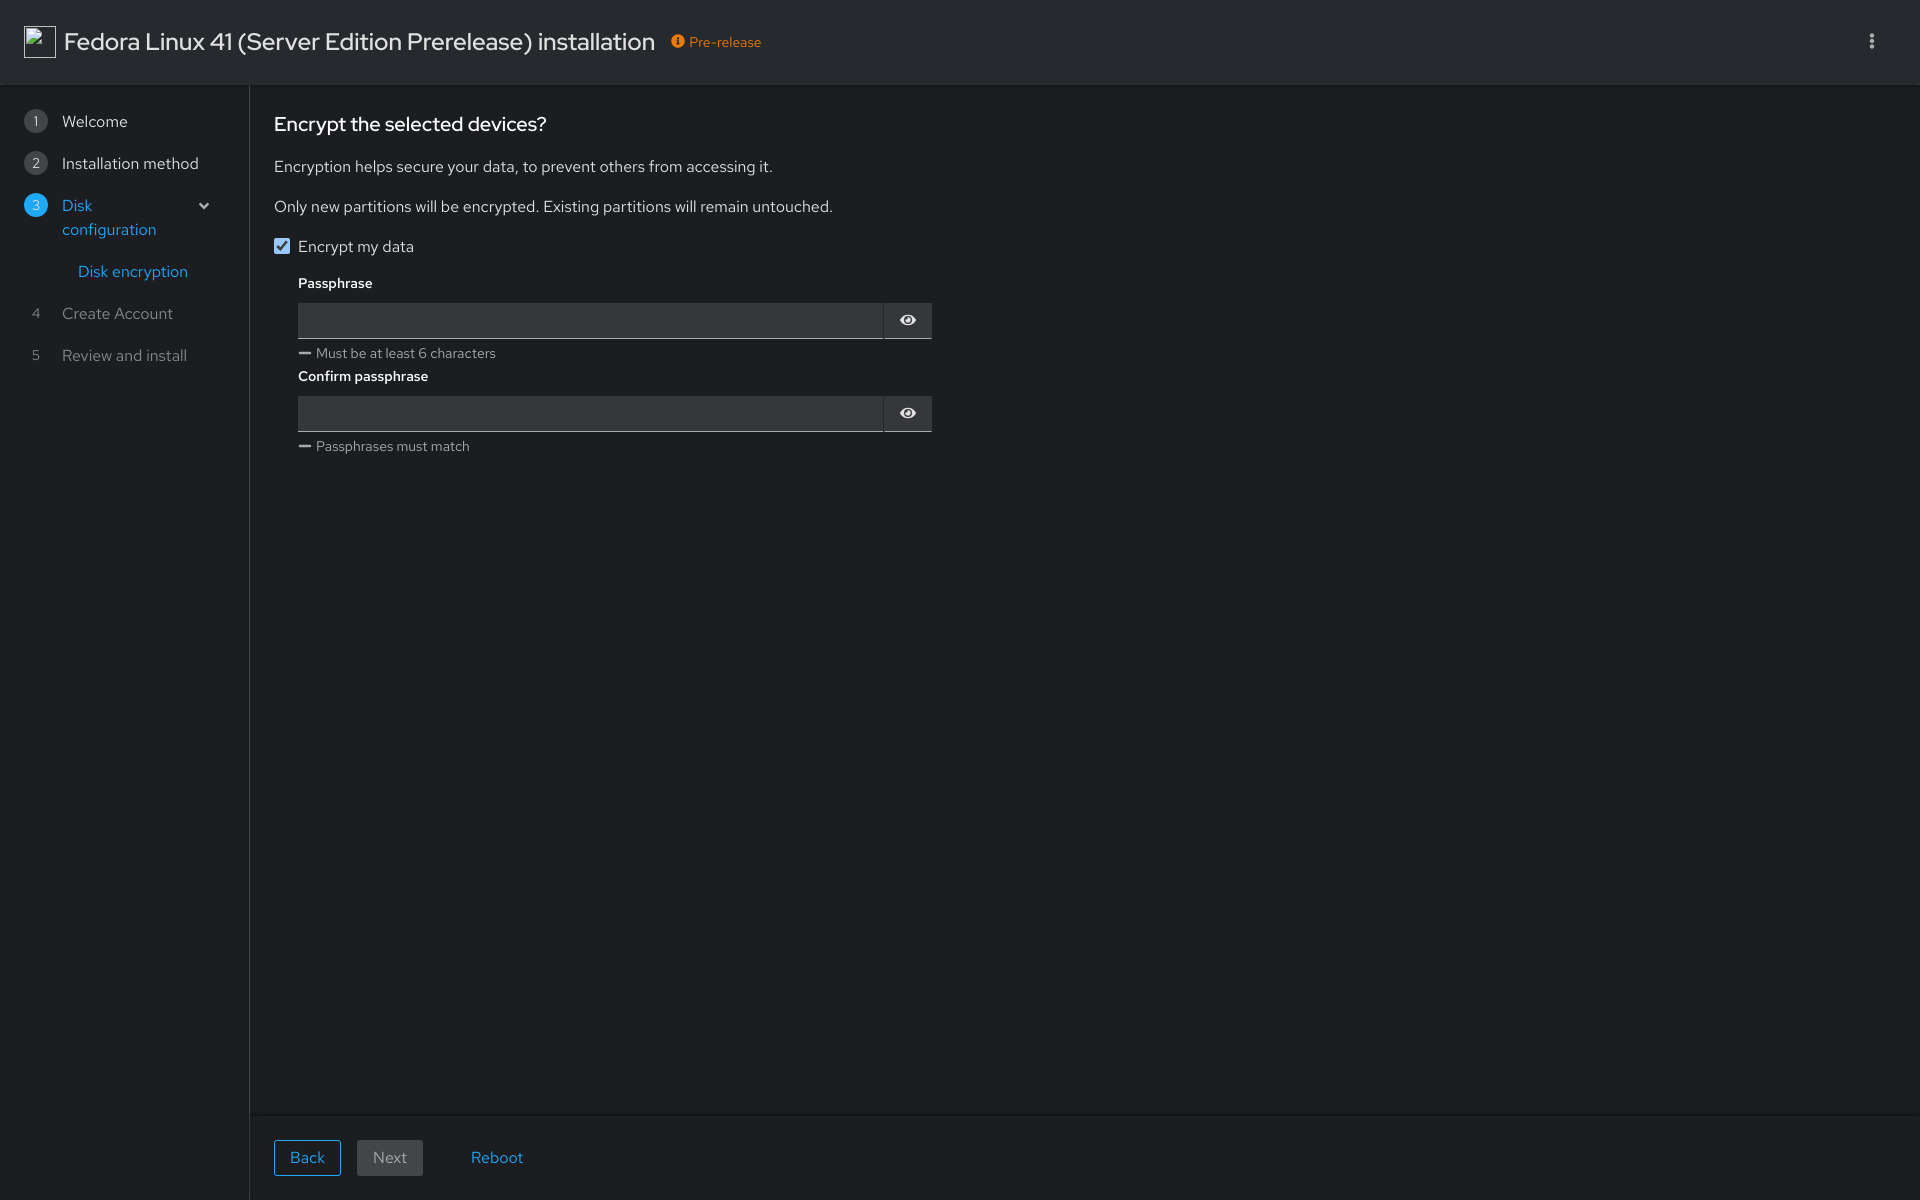 Fedora Linux 41 (Server Edition Prerelease) installation
Pre-release
1 Welcome
2 Installation method
3 Disk
configuration
Disk encryption
4 Create Account
5 Review and install
Encrypt the selected devices?
Encryption helps secure your data, to prevent others from accessing it.
Only new partitions will be encrypted. Existing partitions will remain untouched.
Encrypt my data
Passphrase
Must be at least 6 characters
Confirm passphrase
Passphrases must match
Back
Next
Reboot